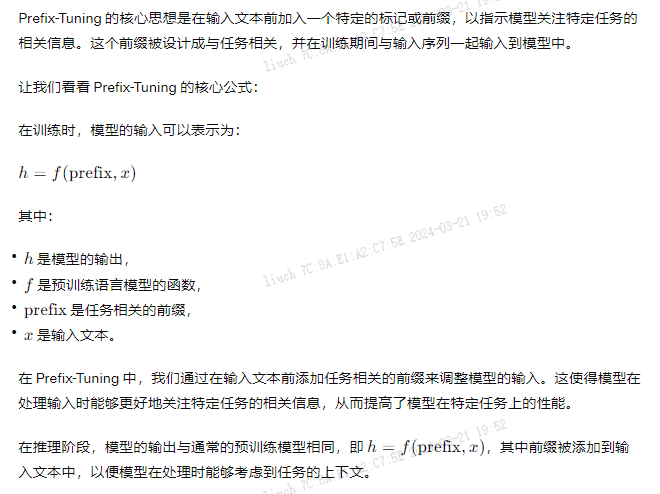 Prefix-Tuning 的核心思想是在输入文本前加入一个特定的标记或前缀，以指示模型关注特定任务的
相关信息。这个前缀被设计成与任务相关，并在训练期间与输入序列一起输入到模型中。
让我们看看 Prefix-Tuning 的核心公式：
在训练时，模型的输入可以表示为：
h = f(prefix, x)
其中：
• h 是模型的输出，
• f 是预训练语言模型的函数，
• prefix 是任务相关的前缀，
• x 是输入文本。
在 Prefix-Tuning 中，我们通过在输入文本前添加任务相关的前缀来调整模型的输入。这使得模型在
处理输入时能够更好地关注特定任务的相关信息，从而提高了模型在特定任务上的性能。
在推理阶段，模型的输出与通常的预训练模型相同，即 h = f(prefix, x)，其中前缀被添加到输
入文本中，以便模型在处理时能够考虑到任务的上下文。
liuch 7C:8A:E1:A2:C7:5E 2024-03-21 19:52